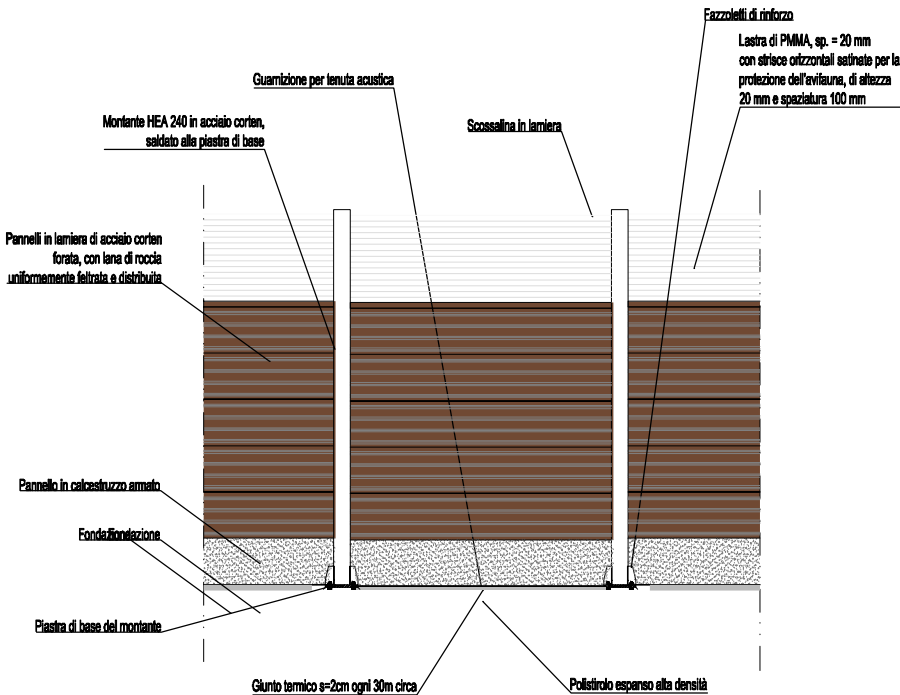 Fazzoletti di rinforzo
Lastra di PMMA, sp. = 20 mm
con strisce orizzontali satinate per la
protezione dell'avifauna, di altezza
20 mm e spaziatura 100 mm
Guarnizione per tenuta acustica
Montante HEA 240 in acciaio corten,
saldato alla piastra di base
Scossalina in lamiera
Pannelli in lamiera di acciaio corten
forata, con lana di roccia
uniformemente feltrata e distribuita
Pannello in calcestruzzo armato
Fondazione
Fondazione
Piastra di base del montante
Giunto termico s=2cm ogni 30m circa
Polistirolo espanso alta densità